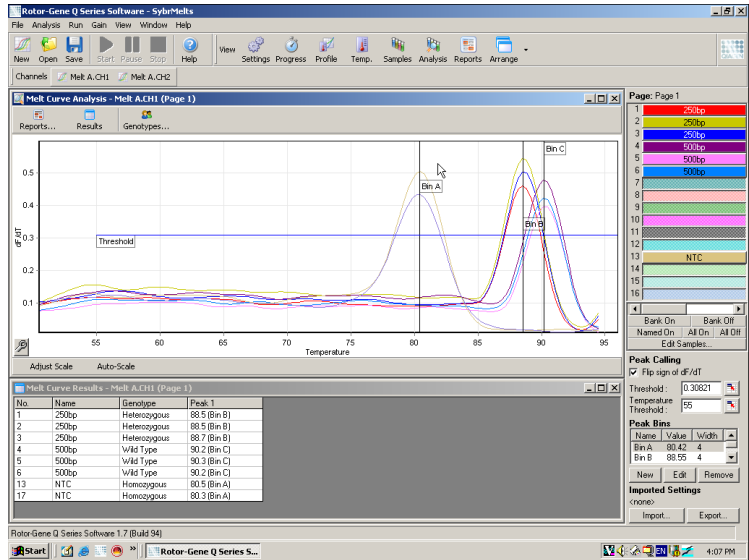 Rotor-Gene Q Series Software - SybrMelts
File Analysis Run Gain View Window Help
New Open Save Start Pause Stop Help View Settings Progress Profile Temp. Samples Analysis Reports Arrange
Channels Melt A.CH1 Melt A.CH2
Melt Curve Analysis - Melt A.CH1 (Page 1)
Reports... Results Genotypes...
Bin C
Bin A
Bin B
Threshold
dF/dT
0.5
0.4
0.3
0.2
0.1
55 60 65 70 75 80 85 90 95
Temperature
Adjust Scale Auto-Scale
Melt Curve Results - Melt A.CH1 (Page 1)
No. Name Genotype Peak 1
1 250bp Heterozygous 88.5 (Bin B)
2 250bp Heterozygous 88.5 (Bin B)
3 250bp Heterozygous 88.7 (Bin B)
4 500bp Wild Type 90.2 (Bin C)
5 500bp Wild Type 90.3 (Bin C)
6 500bp Wild Type 90.2 (Bin C)
13 NTC Homozygous 80.5 (Bin A)
17 NTC Homozygous 80.3 (Bin A)
Page: Page 1
1 250bp
2 250bp
3 250bp
4 500bp
5 500bp
6 500bp
7
8
9
10
11
12
13 NTC
14
15
16
Bank On Bank Off
Named On All On All Off
Edit Samples...
Peak Calling
Flip sign of dF/dT
Threshold : 0.30821
Temperature
Threshold : 55
Peak Bins
Name Value Width
Bin A 80.42 4
Bin B 88.55 4
New Edit Remove
Imported Settings
<none>
Import... Export...
Rotor-Gene Q Series Software 1.7 (Build 94)
Start Rotor-Gene Q Series S... EN 4:07 PM